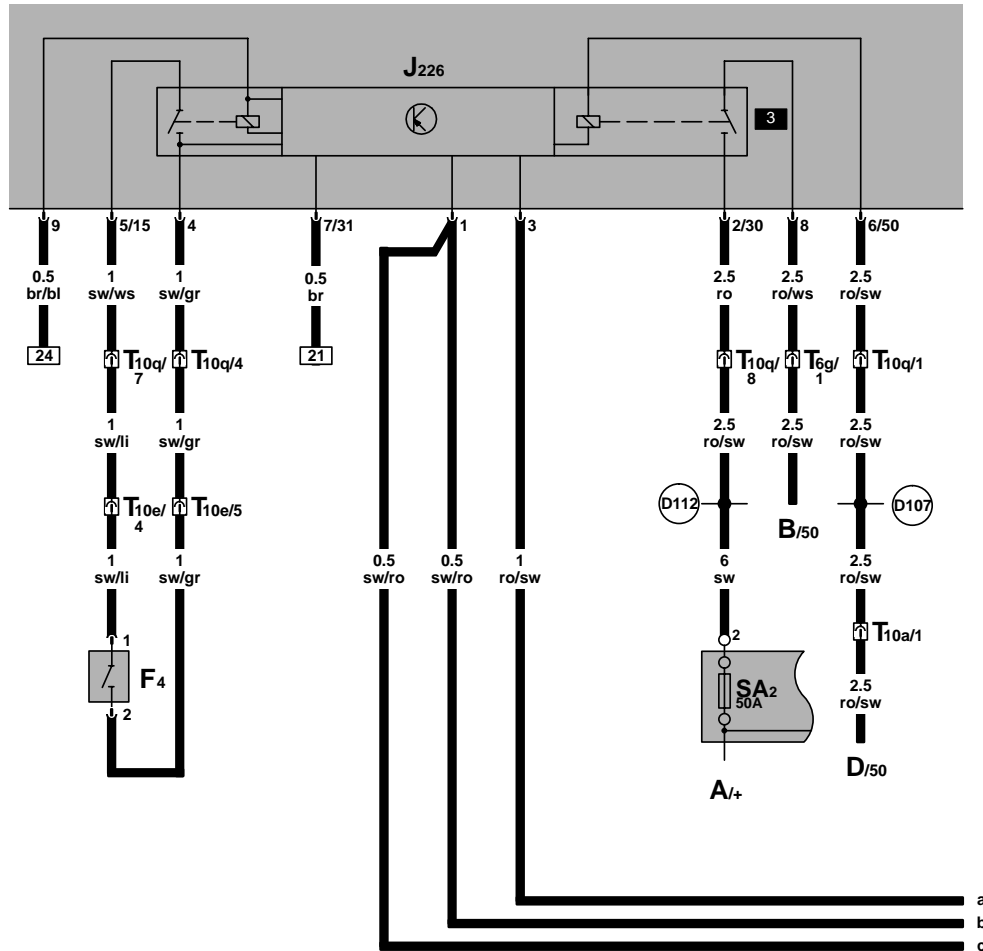 J226
3
9
5/15
4
7/31
1
3
2/30
8
6/50
0.5
br/bl
1
sw/ws
1
sw/gr
0.5
br
2.5
ro
2.5
ro/ws
2.5
ro/sw
24
T10q/
7
T10q/4
21
T10q/
8
T6g/
1
T10q/1
1
sw/li
1
sw/gr
2.5
ro/sw
2.5
ro/sw
2.5
ro/sw
T10e/
4
T10e/5
D112
B/50
D107
1
sw/li
1
sw/gr
0.5
sw/ro
0.5
sw/ro
1
ro/sw
6
sw
2.5
ro/sw
T10a/1
1
F4
2
2
SA2
50A
2.5
ro/sw
A/+
D/50
a
b